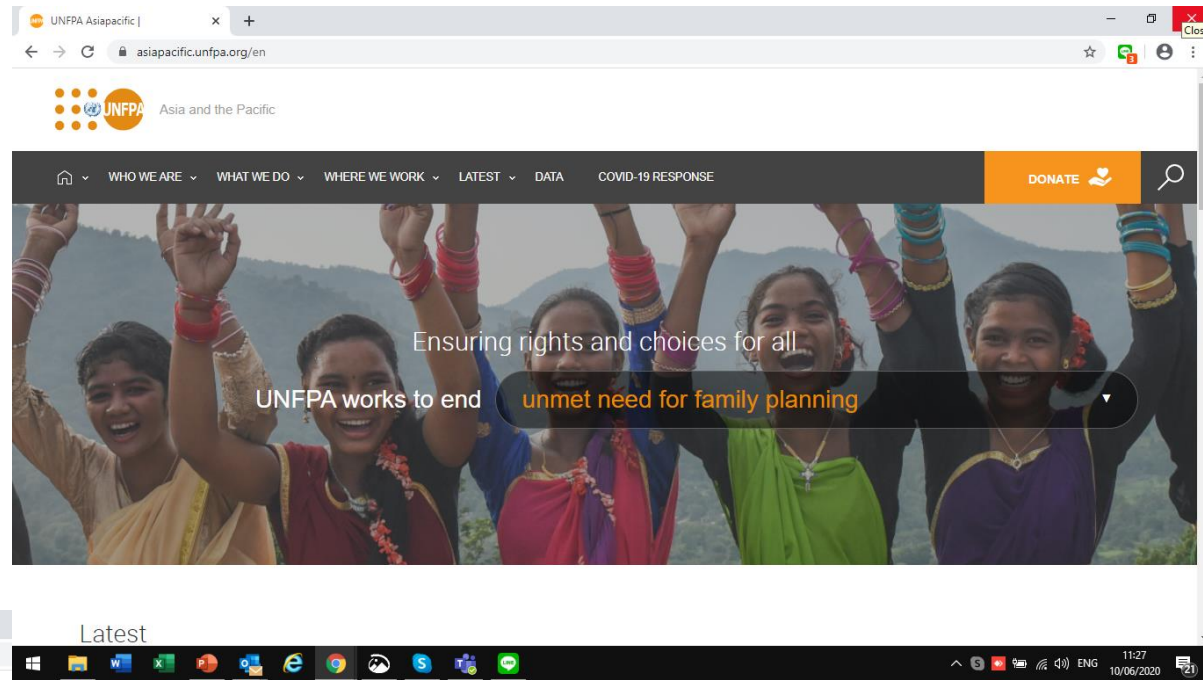 UNFPA Asiapacific |
Clos
asiapacific.unfpa.org/en
3
UNFPA
Asia and the Pacific
WHO WE ARE WHAT WE DO WHERE WE WORK LATEST DATA COVID-19 RESPONSE DONATE
Ensuring rights and choices for all
UNFPA works to end unmet need for family planning
Latest
ENG
11:27
10/06/2020
21